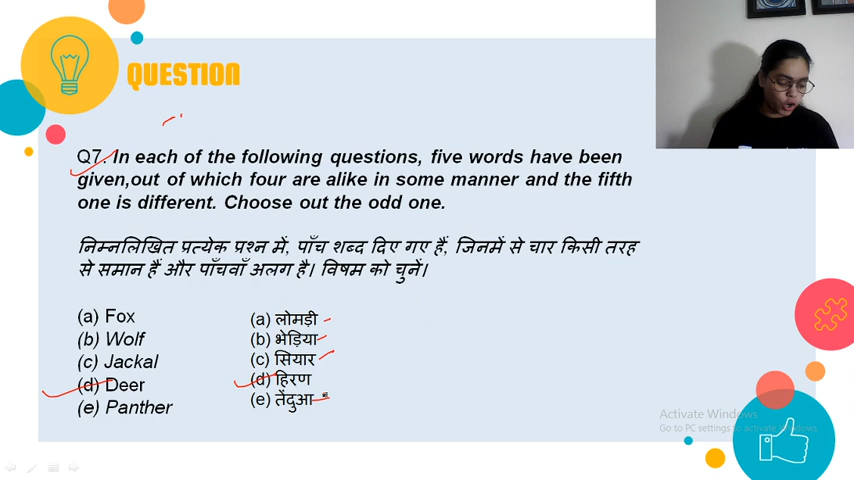 QUESTION
Q7. In each of the following questions, five words have been
given,out of which four are alike in some manner and the fifth
one is different. Choose out the odd one.
निम्नलिखित प्रत्येक प्रश्न में, पाँच शब्द दिए गए हैं, जिनमें से चार किसी तरह
से समान हैं और पाँचवाँ अलग है। विषम को चुनें।
(a) Fox
(b) Wolf
(c) Jackal
(d) Deer
(e) Panther
(a) लोमड़ी
(b) भेड़िया
(c) सियार
(d) हिरण
(e) तेंदुआ
Activate Windows
Go to PC settings to activate Windows.